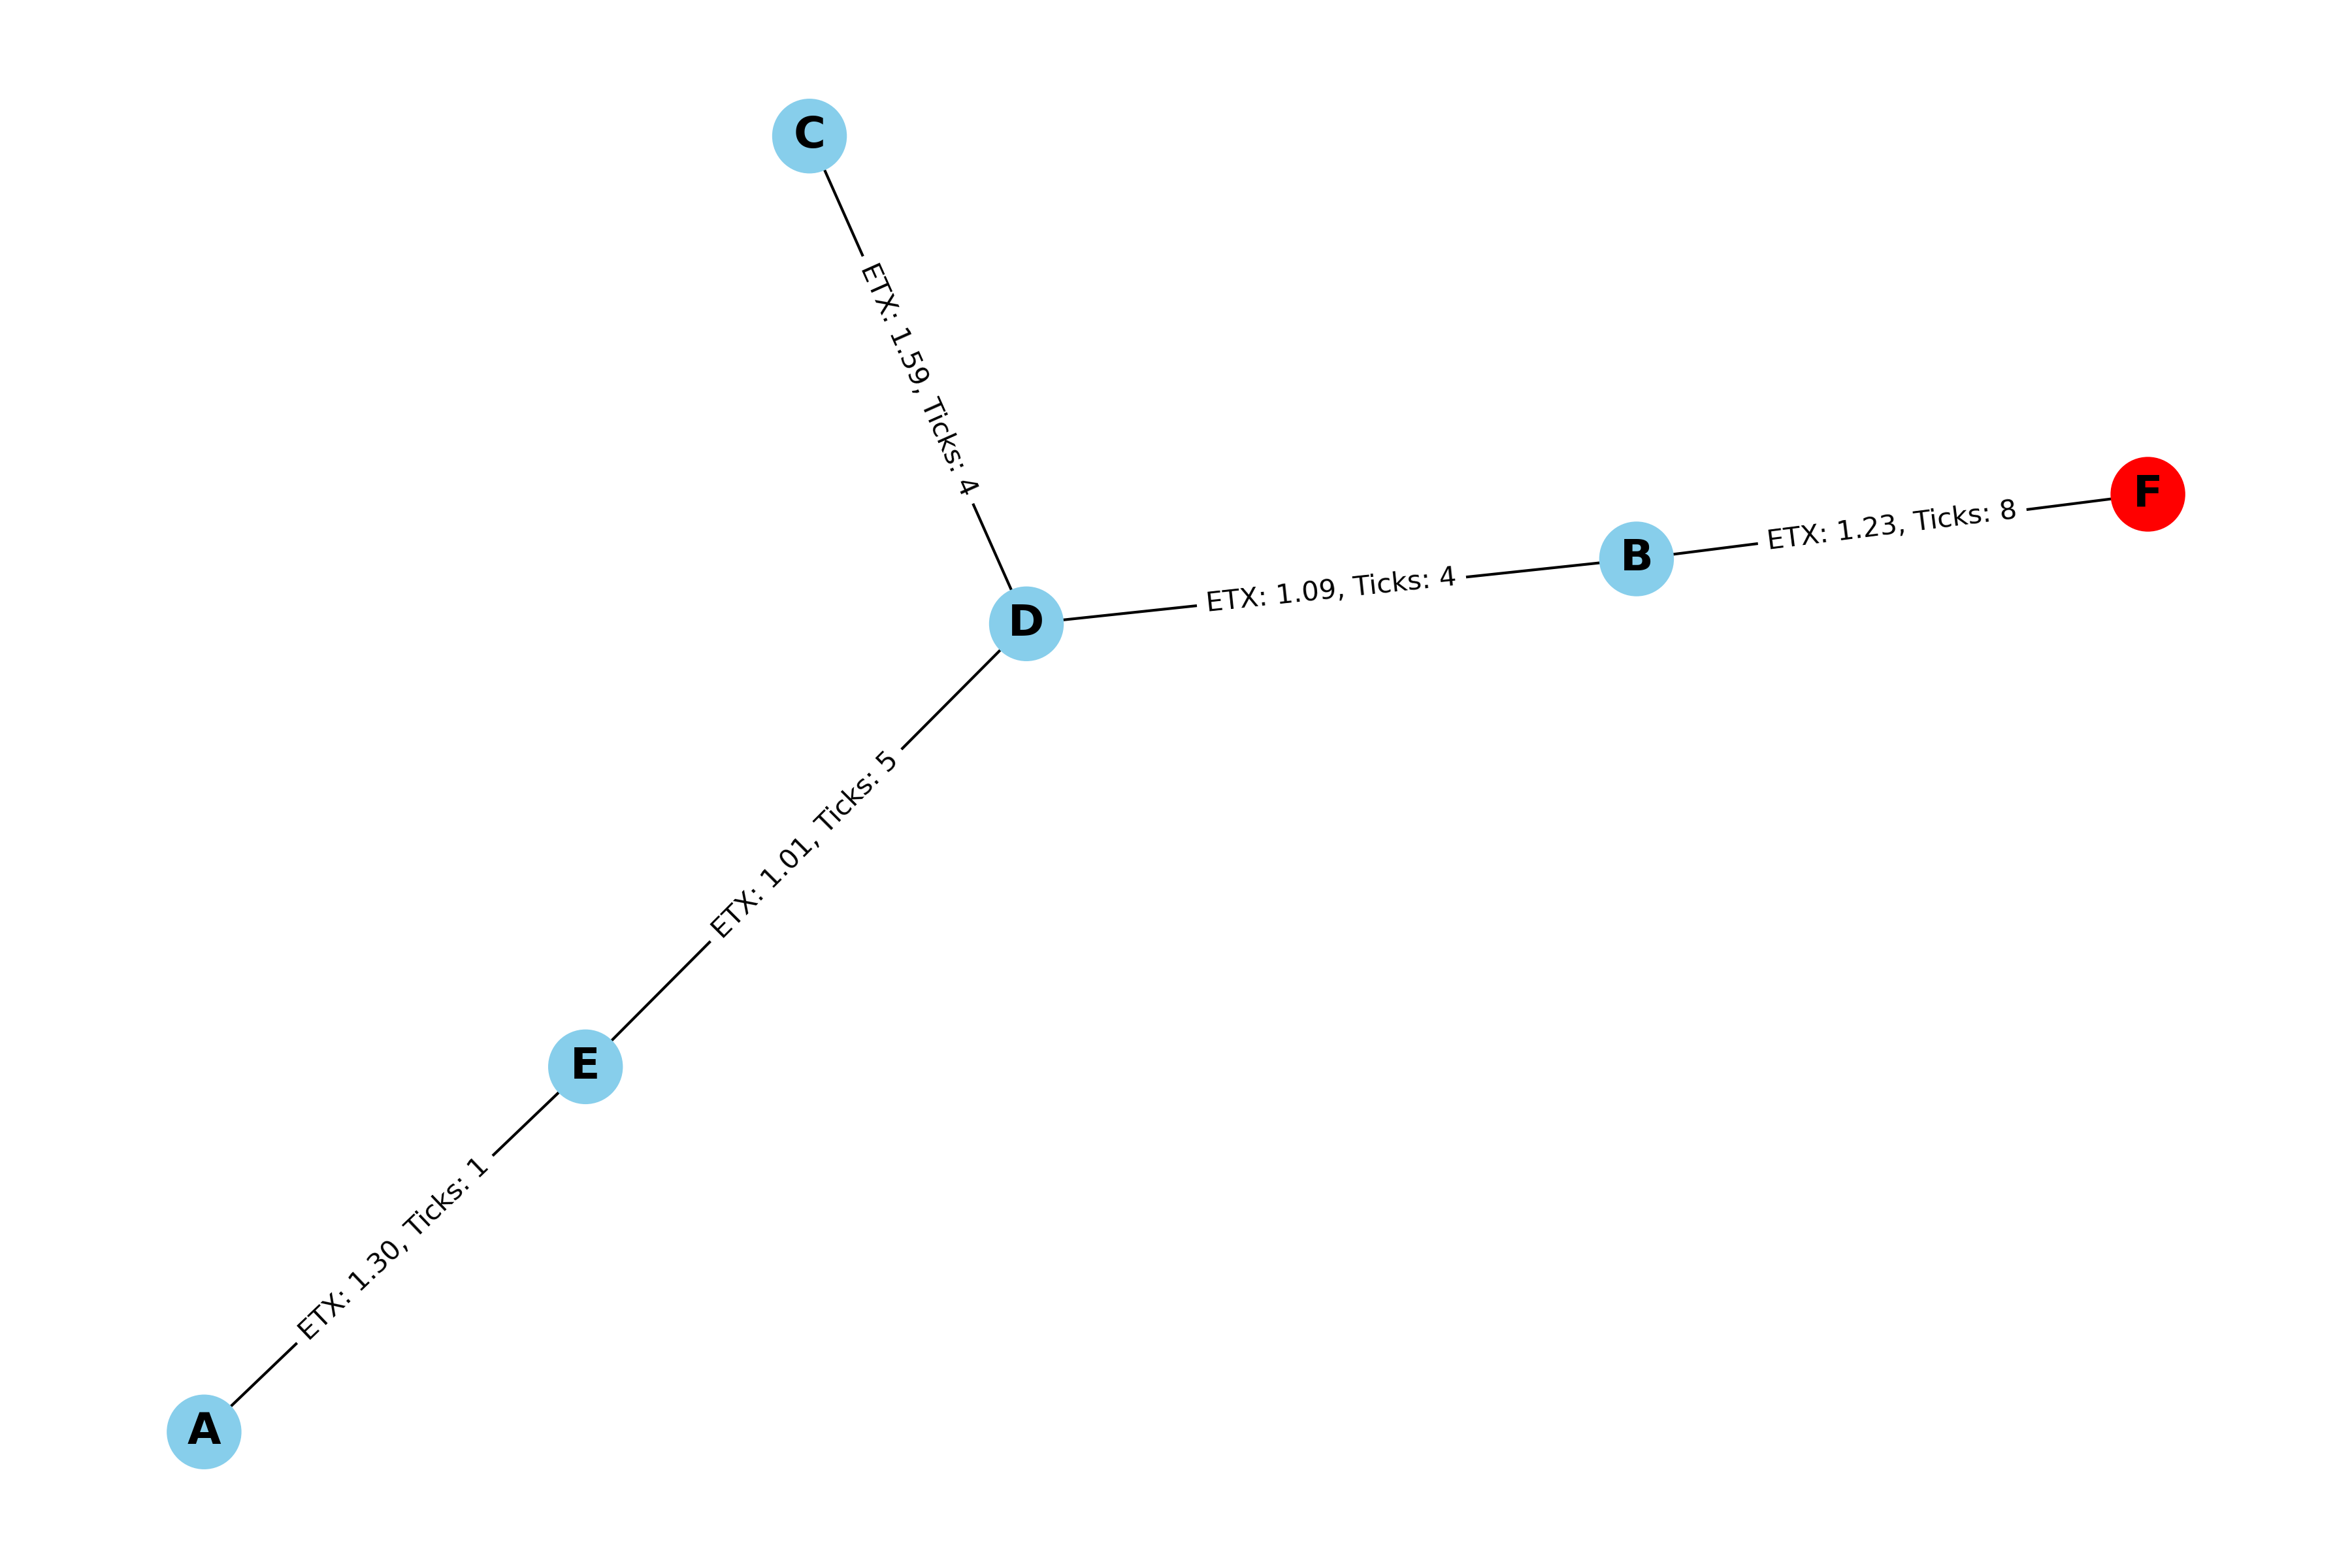 C
ETX: 1.59, Ticks: 4
F
ETX: 1.23, Ticks: 8
B
ETX: 1.09, Ticks: 4
D
ETX: 1.01, Ticks: 5
E
ETX: 1.30, Ticks: 1
A